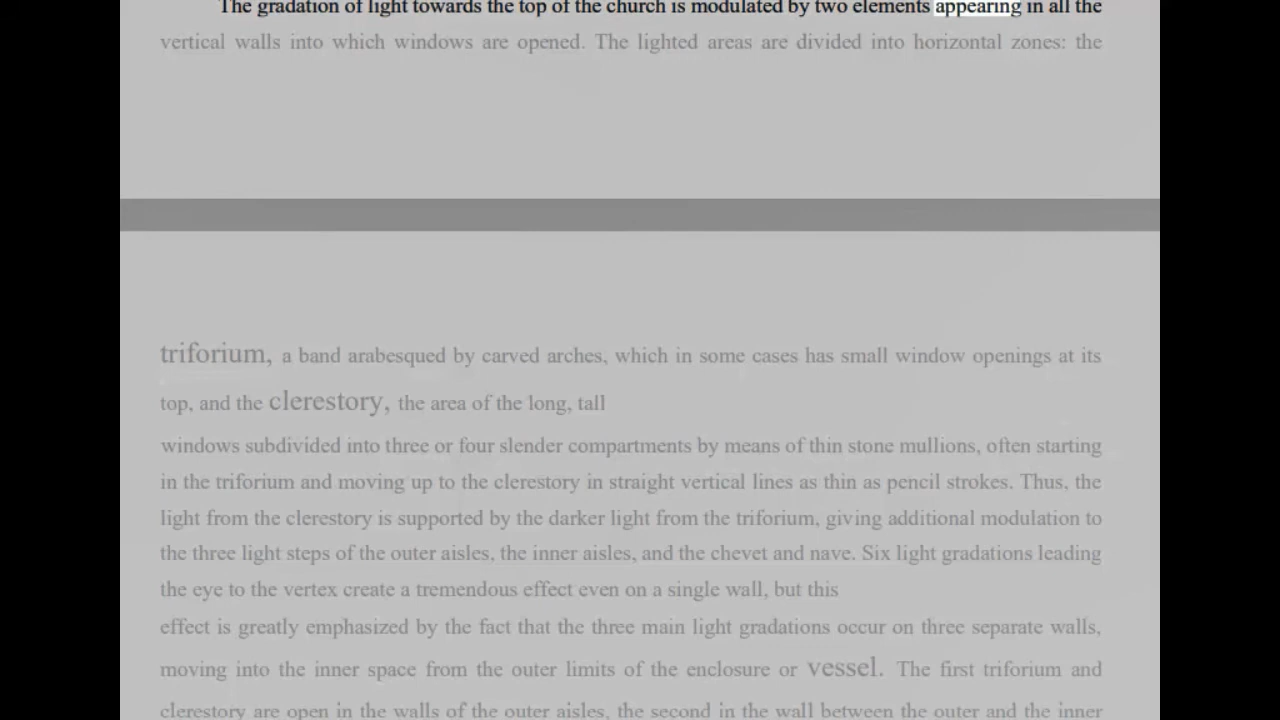 The gradation of light towards the top of the church is modulated by two elements appearing in all the
vertical walls into which windows are opened. The lighted areas are divided into horizontal zones: the
triforium, a band arabesqued by carved arches, which in some cases has small window openings at its
top, and the clerestory, the area of the long, tall
windows subdivided into three or four slender compartments by means of thin stone mullions, often starting
in the triforium and moving up to the clerestory in straight vertical lines as thin as pencil strokes. Thus, the
light from the clerestory is supported by the darker light from the triforium, giving additional modulation to
the three light steps of the outer aisles, the inner aisles, and the chevet and nave. Six light gradations leading
the eye to the vertex create a tremendous effect even on a single wall, but this
effect is greatly emphasized by the fact that the three main light gradations occur on three separate walls,
moving into the inner space from the outer limits of the enclosure or vessel. The first triforium and
clerestory are open in the walls of the outer aisles, the second in the wall between the outer and the inner